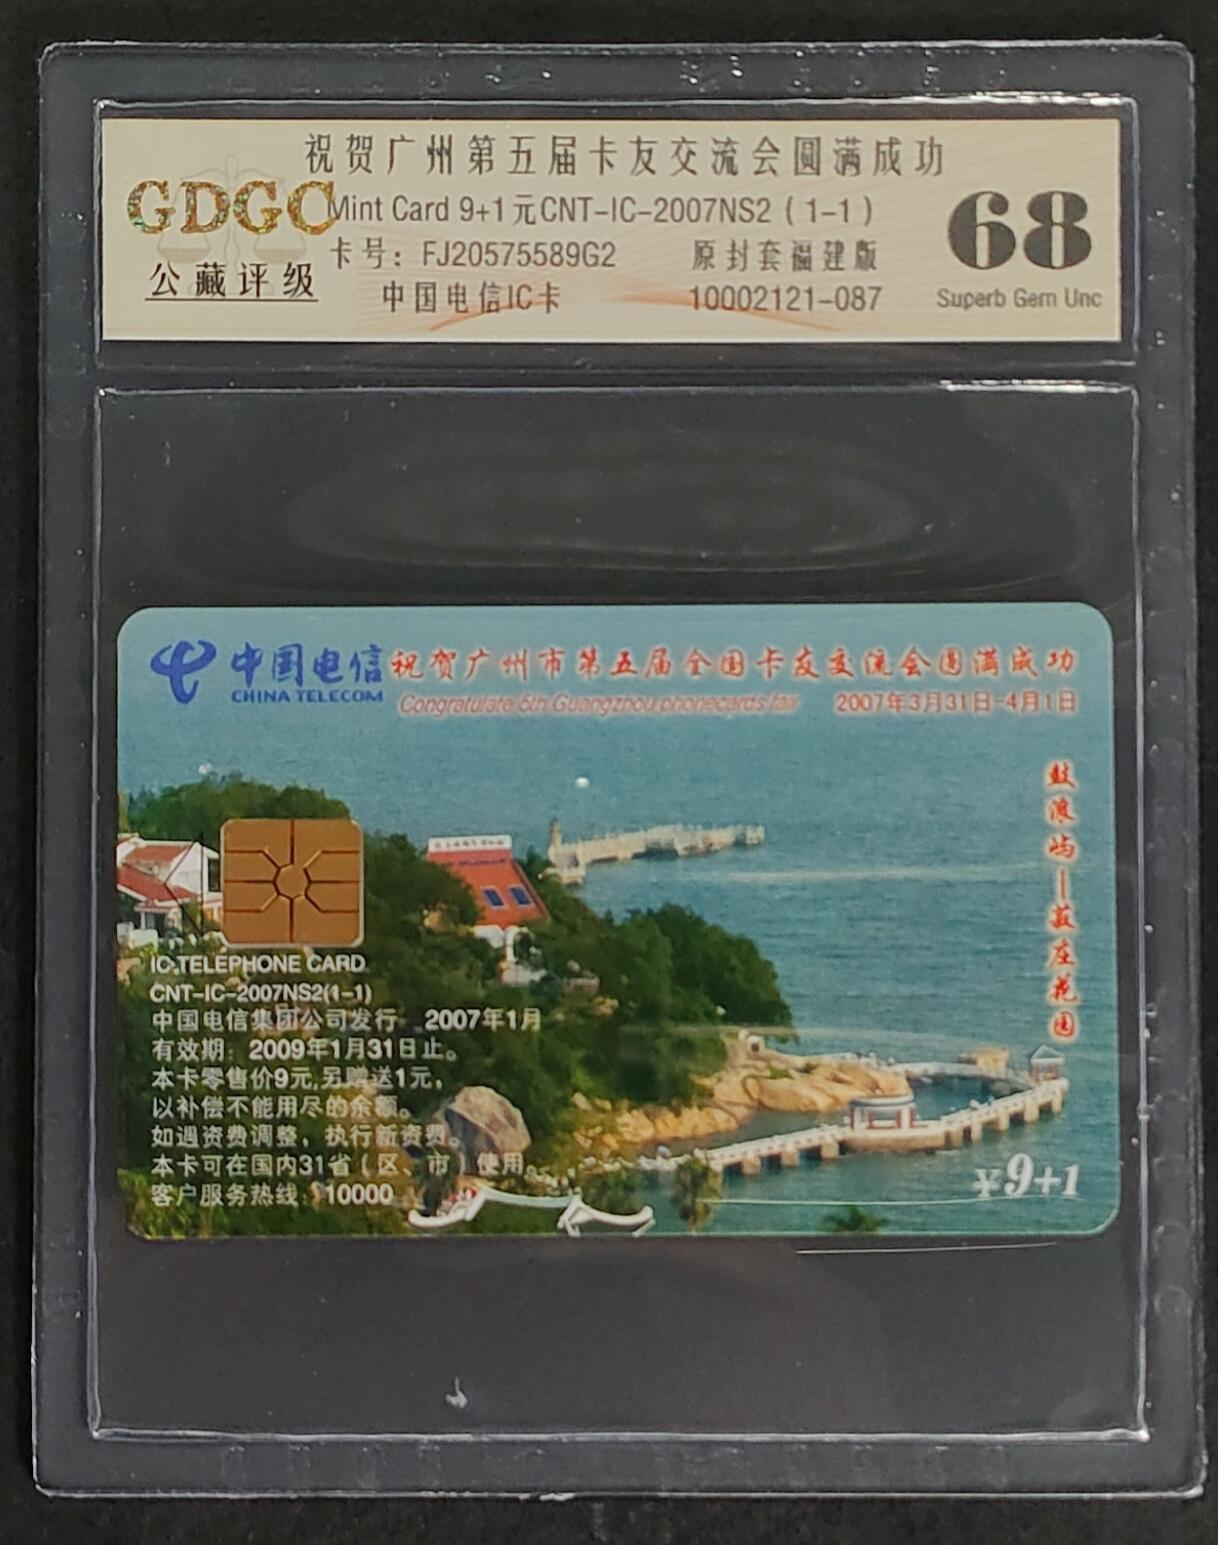 祝贺广州第五届卡友交流会圆满成功
GDGC
Mint Card 9+1元CNT-IC-2007NS2（1-1）
68
公藏评级
卡号：FJ20575589G2
原封套福建版
中国电信IC卡
10002121-087
Superb Gem Unc
中国电信
CHINA TELECOM
祝贺广州市第五届全国卡友交流会圆满成功
Congratulate 5th Guangzhou phonecards fair
2007年3月31日-4月1日
鼓浪屿—菽庄花园
IC.TELEPHONE CARD
CNT-IC-2007NS2(1-1)
中国电信集团公司发行 2007年1月
有效期：2009年1月31日止。
本卡零售价9元,另赠送1元，
以补偿不能用尽的余额。
如遇资费调整，执行新资费。
本卡可在国内31省（区、市）使用。
客户服务热线：10000
¥9+1